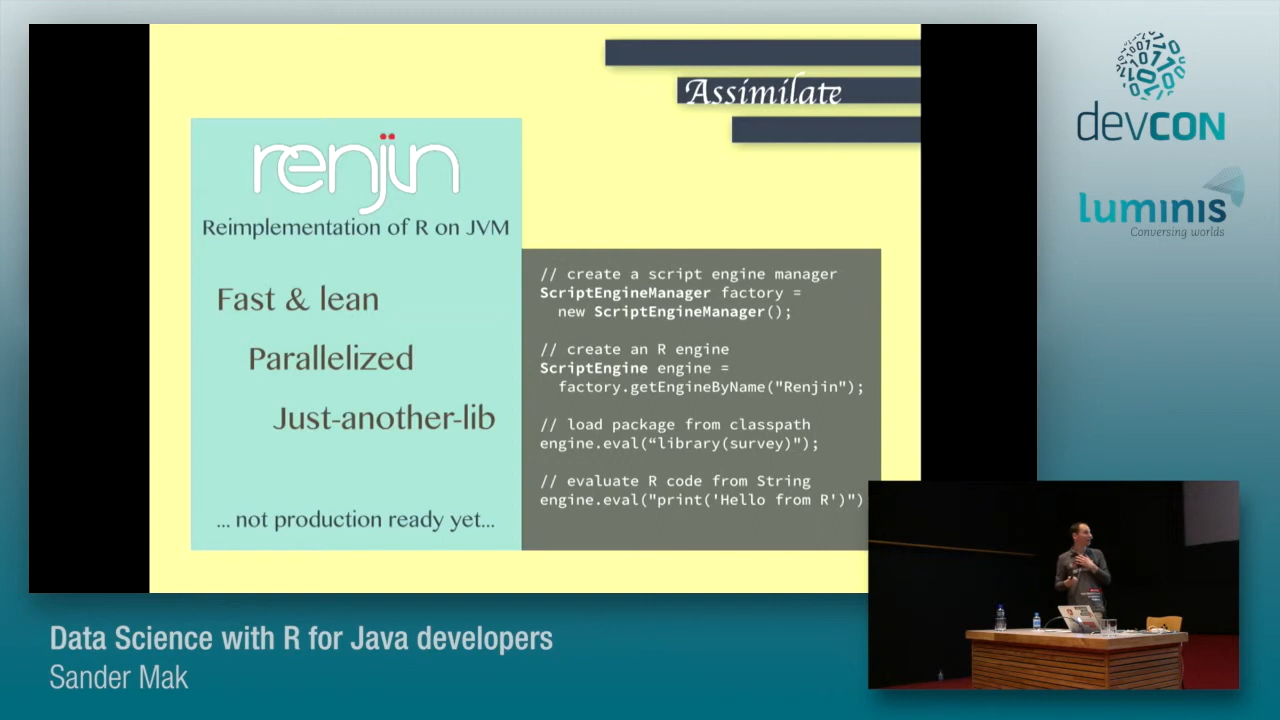 Assimilate
renjin
Reimplementation of R on JVM
Fast & lean
Parallelized
Just-another-lib
... not production ready yet...
// create a script engine manager
ScriptEngineManager factory =
new ScriptEngineManager();
// create an R engine
ScriptEngine engine =
factory.getEngineByName("Renjin");
// load package from classpath
engine.eval(“library(survey)");
// evaluate R code from String
engine.eval("print('Hello from R')")
devCON
luminis
Conversing worlds
Data Science with R for Java developers
Sander Mak